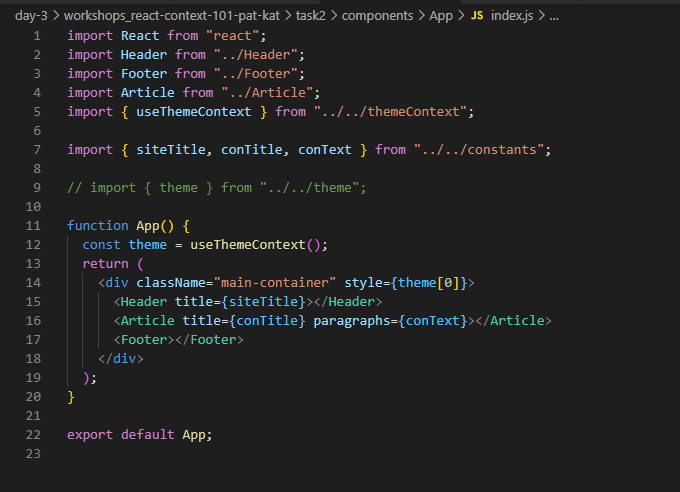 day-3 > workshops_react-context-101-pat-kat > task2 > components > App > JS index.js > ...
1 import React from "react";
2 import Header from "../Header";
3 import Footer from "../Footer";
4 import Article from "../Article";
5 import { useThemeContext } from "../../themeContext";
6
7 import { siteTitle, conTitle, conText } from "../../constants";
8
9 // import { theme } from "../../theme";
10
11 function App() {
12   const theme = useThemeContext();
13   return (
14     <div className="main-container" style={theme[0]}>
15       <Header title={siteTitle}></Header>
16       <Article title={conTitle} paragraphs={conText}></Article>
17       <Footer></Footer>
18     </div>
19   );
20 }
21
22 export default App;
23